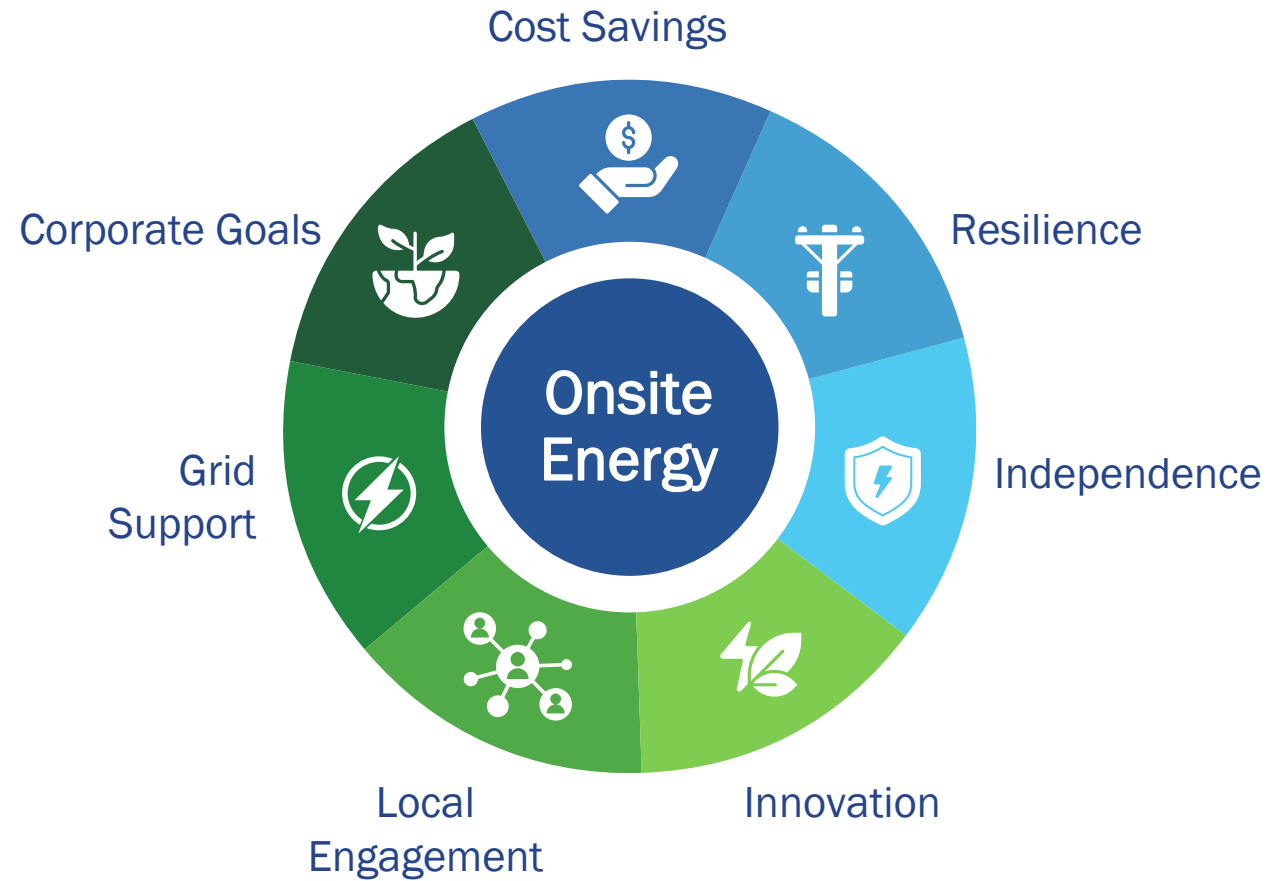 Cost Savings
Resilience
Independence
Innovation
Local
Engagement
Grid
Support
Corporate Goals
Onsite
Energy
$